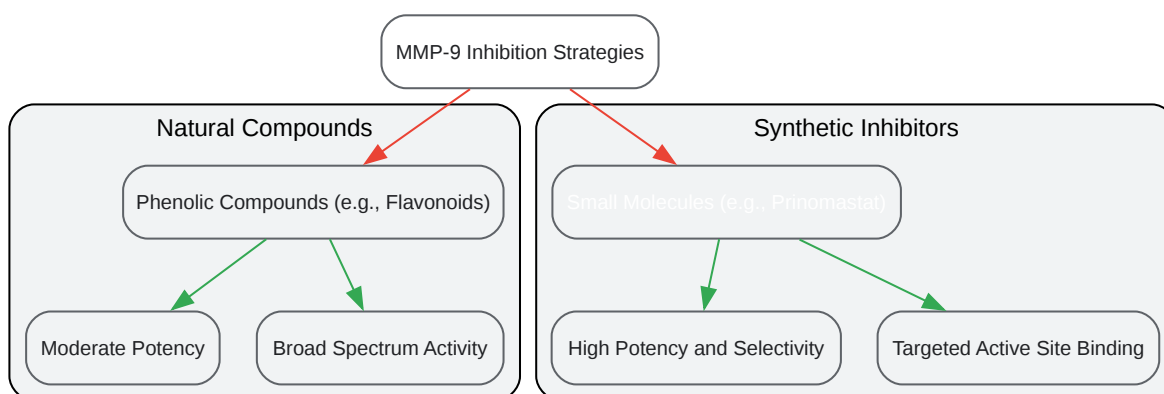 MMP-9 Inhibition Strategies
Natural Compounds
Synthetic Inhibitors
Phenolic Compounds (e.g., Flavonoids)
Small Molecules (e.g., Prinomastat)
Moderate Potency
Broad Spectrum Activity
High Potency and Selectivity
Targeted Active Site Binding